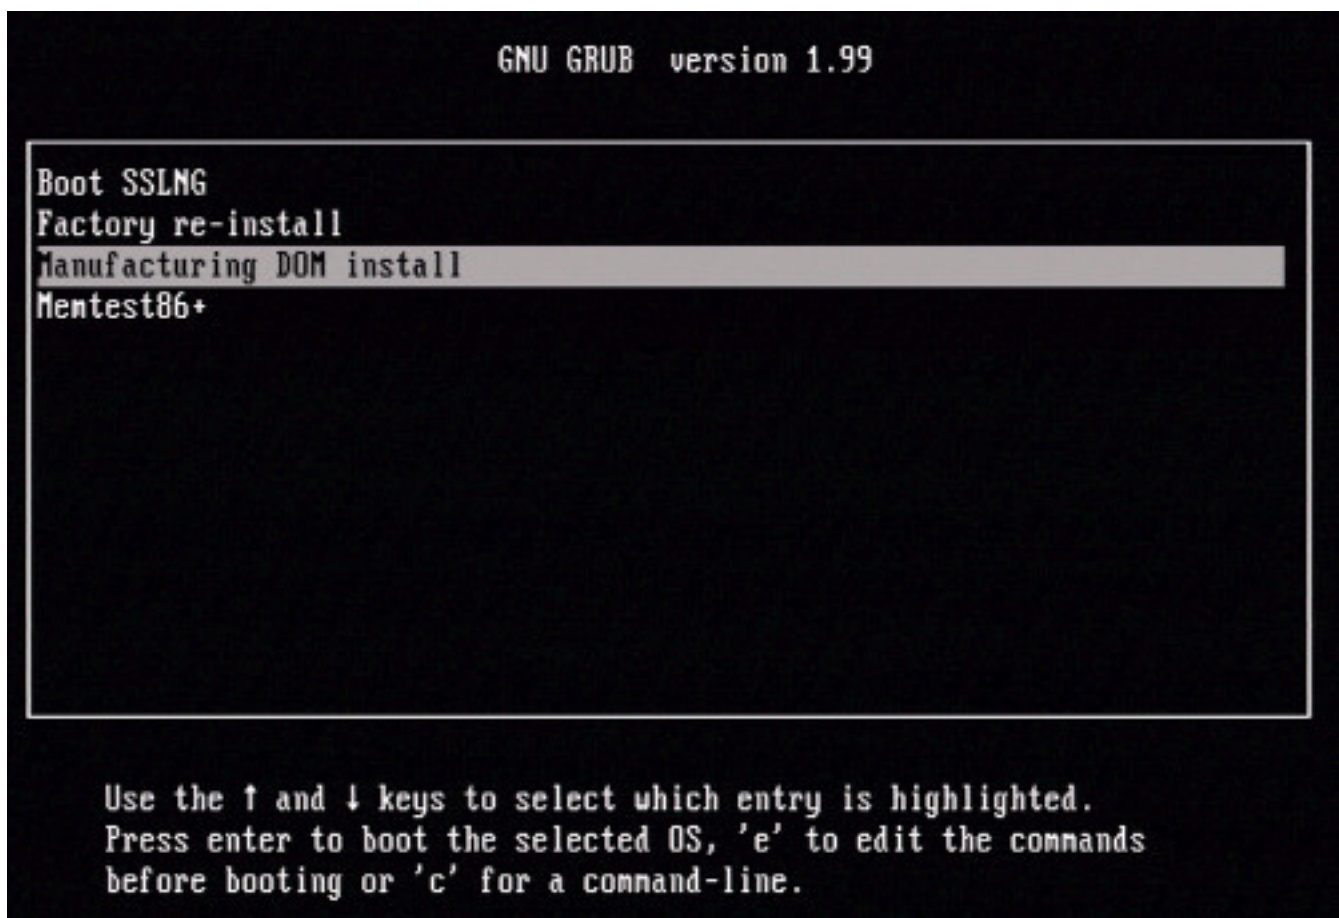 GNU GRUB version 1.99
Boot SSLNG
Factory re-install
Manufacturing DOM install
Memtest86+
Use the ↑ and ↓ keys to select which entry is highlighted.
Press enter to boot the selected OS, 'e' to edit the commands
before booting or 'c' for a command-line.